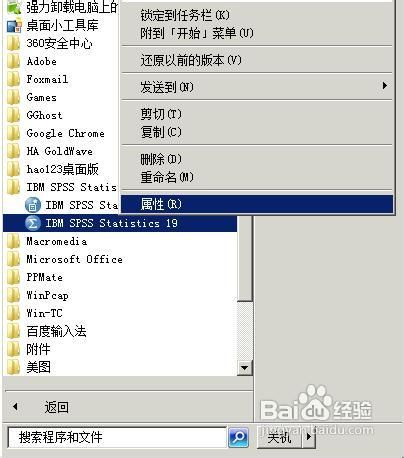 强力卸载电脑上的
桌面小工具库
360安全中心
Adobe
Foxmail
Games
GGhost
Google Chrome
HA GoldWave
hao123桌面版
IBM SPSS Statis
IBM SPSS Sta
IBM SPSS Statistics 19
Macromedia
Microsoft Office
PPMate
WinPcap
Win-TC
百度输入法
附件
美图
返回
搜索程序和文件
关机
锁定到任务栏(K)
附到「开始」菜单(U)
还原以前的版本(V)
发送到(N)
剪切(T)
复制(C)
删除(D)
重命名(M)
属性(R)
Baidu经验
jingyan.baidu.com